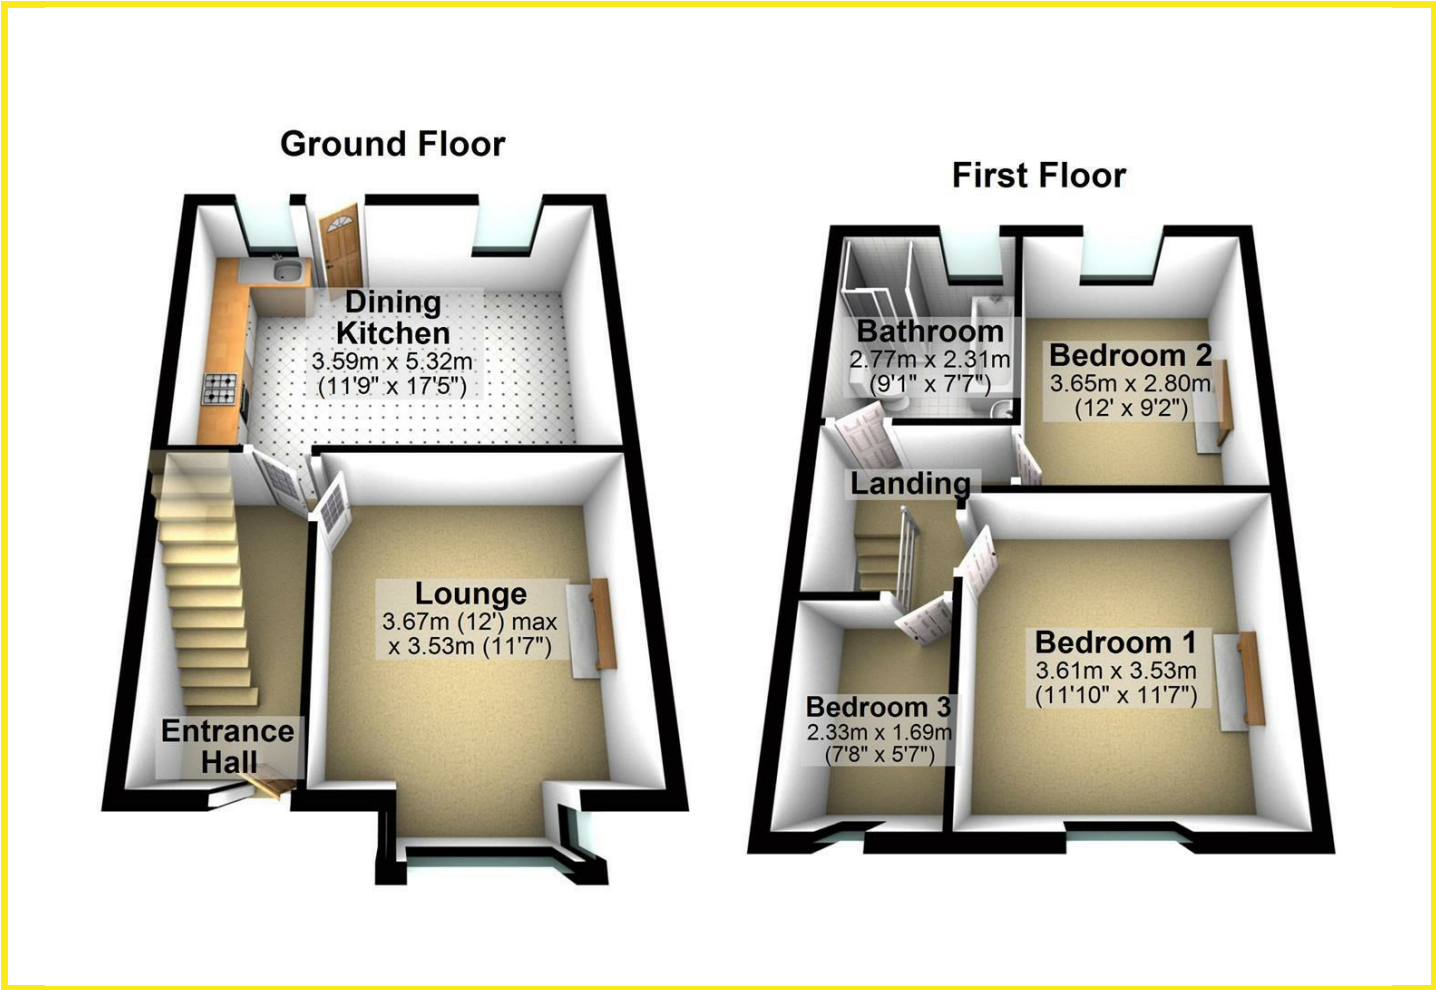 Ground Floor
Dining
Kitchen
3.59m x 5.32m
(11'9" x 17'5")
Lounge
3.67m (12') max
x 3.53m (11'7")
Entrance
Hall
First Floor
Bathroom
2.77m x 2.31m
(9'1" x 7'7")
Bedroom 2
3.65m x 2.80m
(12' x 9'2")
Landing
Bedroom 1
3.61m x 3.53m
(11'10" x 11'7")
Bedroom 3
2.33m x 1.69m
(7'8" x 5'7")